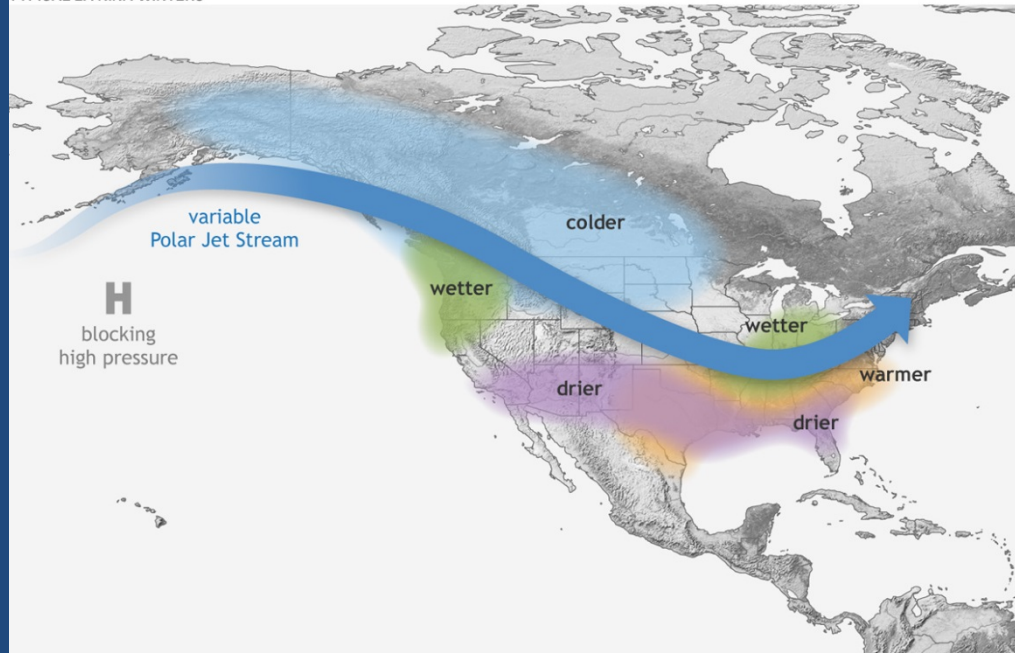 variable
Polar Jet Stream
H
blocking
high pressure
colder
wetter
wetter
warmer
drier
drier